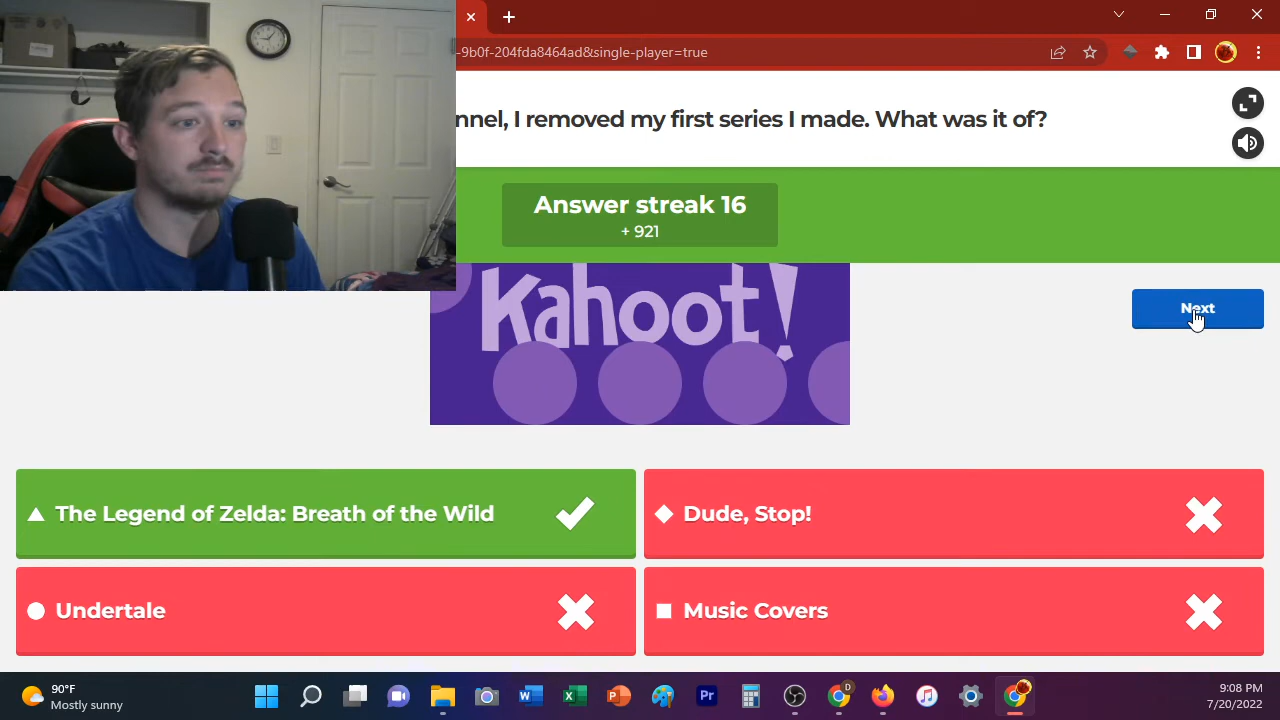 -9b0f-204fda8464ad&single-player=true
nnel, I removed my first series I made. What was it of?
Answer streak 16
+ 921
Kahoot!
Next
The Legend of Zelda: Breath of the Wild
Dude, Stop!
Undertale
Music Covers
90°F
Mostly sunny
9:08 PM
7/20/2022